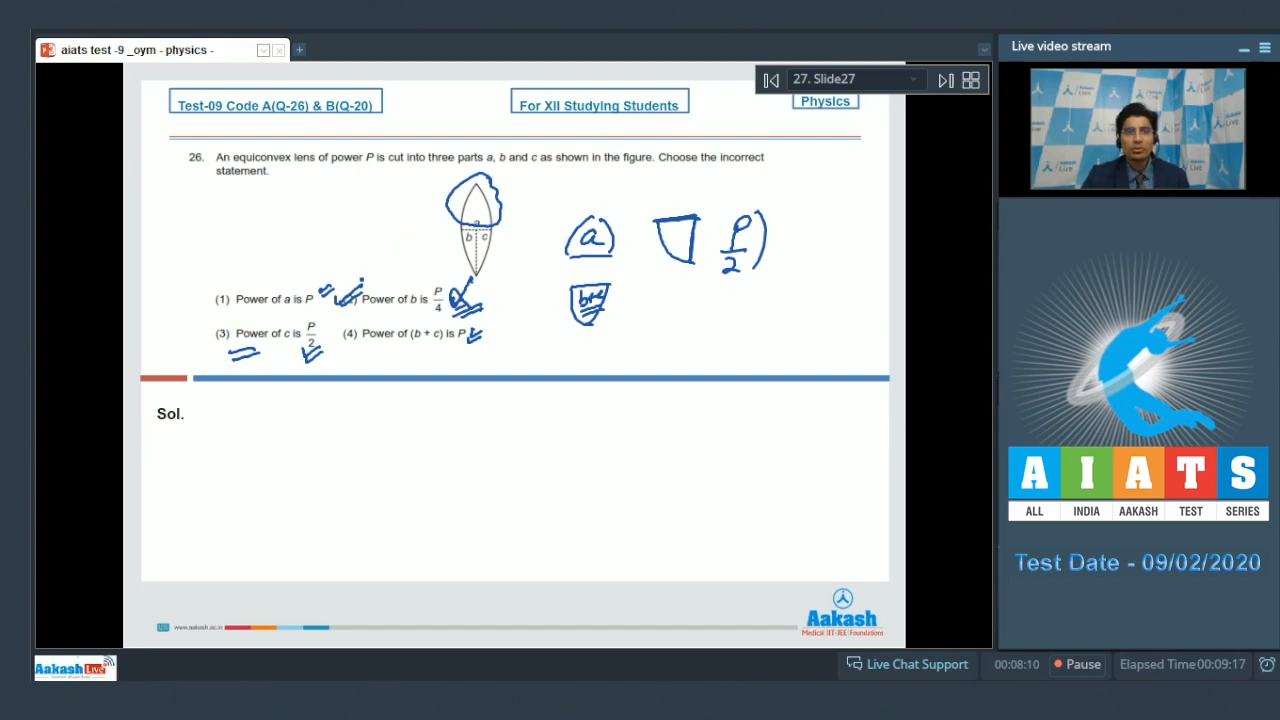 aiats test -9 _oym - physics -
Live video stream
27. Slide27
Test-09 Code A(Q-26) & B(Q-20)
For XII Studying Students
Physics
26. An equiconvex lens of power P is cut into three parts a, b and c as shown in the figure. Choose the incorrect
statement.
a
b c
(a)
P/2)
b+c
(1) Power of a is P
Power of b is P/4
(3) Power of c is P/2
(4) Power of (b + c) is P
Sol.
www.aakash.ac.in
Aakash
Medical | IIT-JEE | Foundations
A I A T S
ALL INDIA AAKASH TEST SERIES
Test Date - 09/02/2020
Aakash Live
Live Chat Support
00:08:10
Pause
Elapsed Time 00:09:17